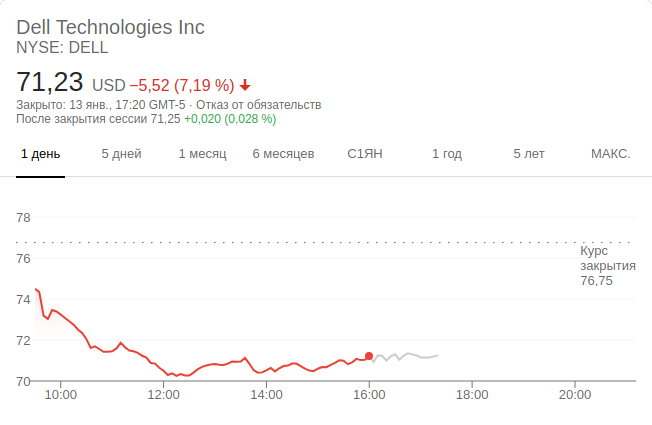 Dell Technologies Inc
NYSE: DELL
71,23 USD −5,52 (7,19 %)
Закрыто: 13 янв., 17:20 GMT-5 · Отказ от обязательств
После закрытия сессии 71,25 +0,020 (0,028 %)
1 день 5 дней 1 месяц 6 месяцев С1ЯН 1 год 5 лет МАКС.
78
Курс
76
закрытия
76,75
74
72
70
10:00 12:00 14:00 16:00 18:00 20:00